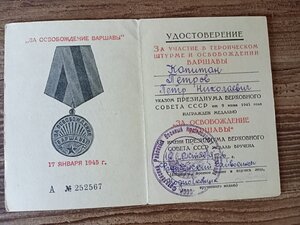 „ЗА ОСВОБОЖДЕНИЕ
ВАРШАВЫ"
17 ЯНВАРЯ 1945 г.
А № 252567
УДОСТОВЕРЕНИЕ
ЗА УЧАСТИЕ В ГЕРОИЧЕСКОМ
ШТУРМЕ И ОСВОБОЖДЕНИИ
ВАРШАВЫ
Капитан
Петров
Петр Николаевич
УКАЗОМ ПРЕЗИДИУМА ВЕРХОВНОГО
СОВЕТА СССР от 9 июня 1945 года
НАГРАЖДЕН МЕДАЛЬЮ
„ЗА ОСВОБОЖДЕНИЕ
ВАРШАВЫ"
ПРЕЗИДИУМА ВЕРХОВНОГО
СОВЕТА СССР МЕДАЛЬ ВРУЧЕНА